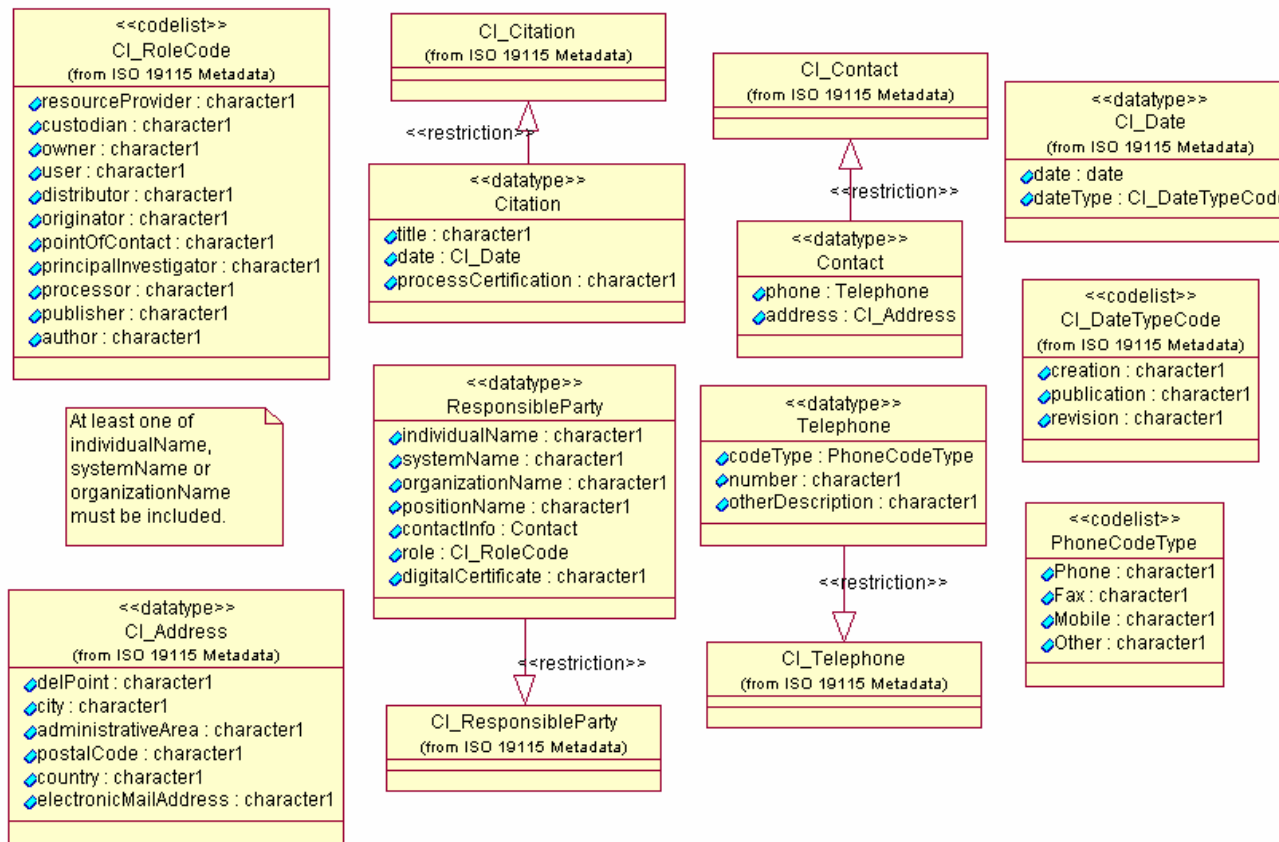 <<codelist>>
CI_RoleCode
(from ISO 19115 Metadata)
resourceProvider : character1
custodian : character1
owner : character1
user : character1
distributor : character1
originator : character1
pointOfContact : character1
principalInvestigator : character1
processor : character1
publisher : character1
author : character1
At least one of
individualName,
systemName or
organizationName
must be included.
<<datatype>>
CI_Address
(from ISO 19115 Metadata)
delPoint : character1
city : character1
administrativeArea : character1
postalCode : character1
country : character1
electronicMailAddress : character1
CI_Citation
(from ISO 19115 Metadata)
<<restriction>>
<<datatype>>
Citation
title : character1
date : CI_Date
processCertification : character1
<<datatype>>
ResponsibleParty
individualName : character1
systemName : character1
organizationName : character1
positionName : character1
contactInfo : Contact
role : CI_RoleCode
digitalCertificate : character1
<<restriction>>
CI_ResponsibleParty
(from ISO 19115 Metadata)
CI_Contact
(from ISO 19115 Metadata)
<<restriction>>
<<datatype>>
Contact
phone : Telephone
address : CI_Address
<<datatype>>
Telephone
codeType : PhoneCodeType
number : character1
otherDescription : character1
<<restriction>>
CI_Telephone
(from ISO 19115 Metadata)
<<datatype>>
CI_Date
(from ISO 19115 Metadata)
date : date
dateType : CI_DateTypeCode
<<codelist>>
CI_DateTypeCode
(from ISO 19115 Metadata)
creation : character1
publication : character1
revision : character1
<<codelist>>
PhoneCodeType
Phone : character1
Fax : character1
Mobile : character1
Other : character1